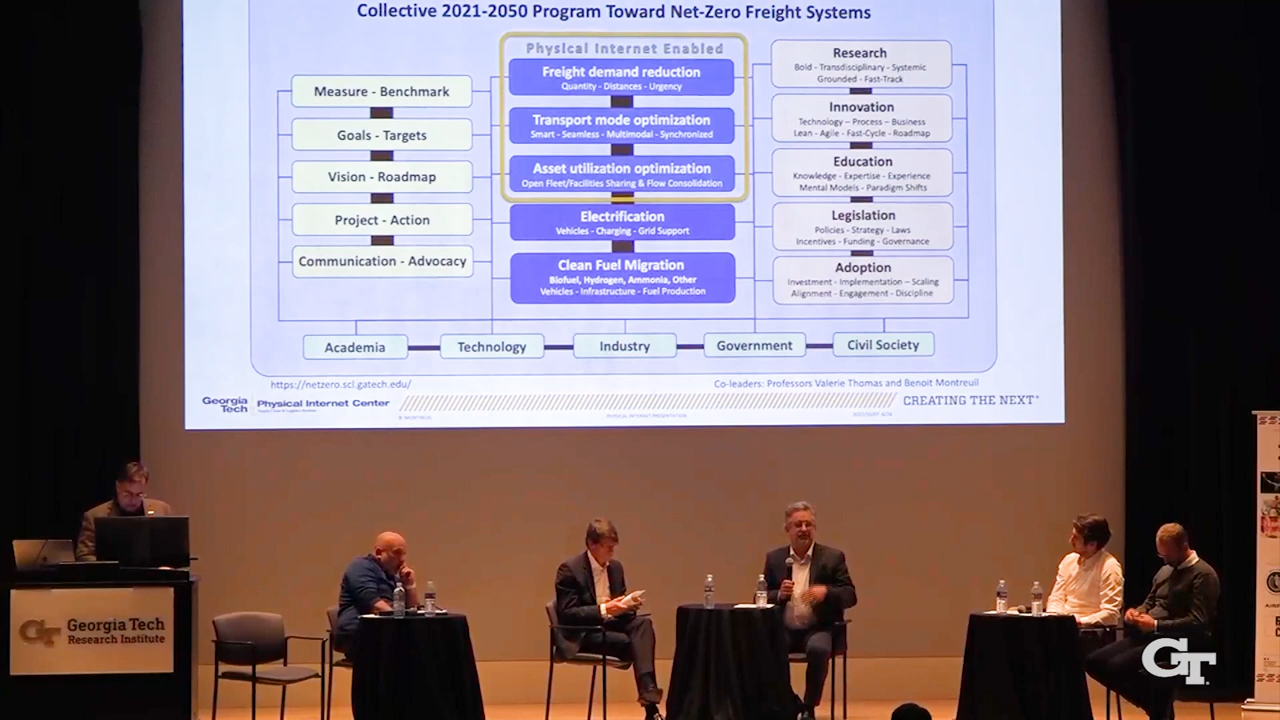 Collective 2021-2050 Program Toward Net-Zero Freight Systems
Measure - Benchmark
Goals - Targets
Vision - Roadmap
Project - Action
Communication - Advocacy
Physical Internet Enabled
Freight demand reduction
Quantity - Distances - Urgency
Transport mode optimization
Smart - Seamless - Multimodal - Synchronized
Asset utilization optimization
Open Fleet/Facilities Sharing & Flow Consolidation
Electrification
Vehicles - Charging - Grid Support
Clean Fuel Migration
Biofuel, Hydrogen, Ammonia, Other
Vehicles - Infrastructure - Fuel Production
Research
Bold - Transdisciplinary - Systemic
Grounded - Fast-Track
Innovation
Technology – Process – Business
Lean - Agile - Fast-Cycle - Roadmap
Education
Knowledge - Expertise - Experience
Mental Models - Paradigm Shifts
Legislation
Policies - Strategy - Laws
Incentives - Funding - Governance
Adoption
Investment - Implementation – Scaling
Alignment - Engagement - Discipline
Academia
Technology
Industry
Government
Civil Society
https://netzero.scl.gatech.edu/
Co-leaders: Professors Valerie Thomas and Benoit Montreuil
Georgia
Tech
Physical Internet Center
CREATING THE NEXT®
B. MONTREUIL
PHYSICAL INTERNET PRESENTATION
GT
Georgia Tech
Research Institute
GT